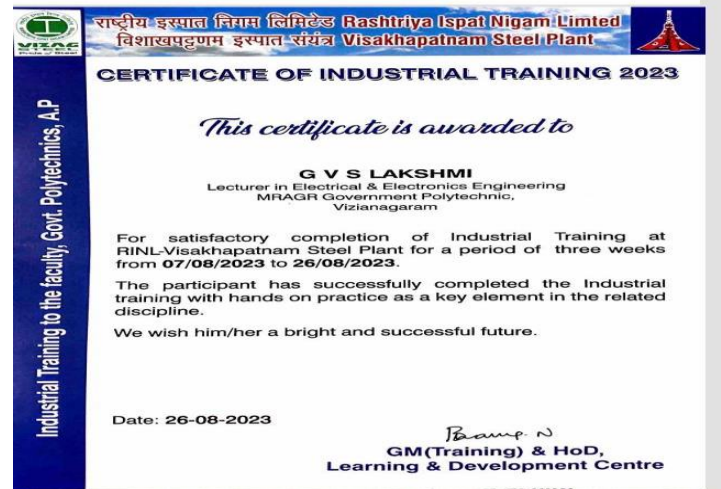 राष्ट्रीय इस्पात निगम लिमिटेड Rashtriya Ispat Nigam Limted
विशाखपट्टणम इस्पात संयंत्र Visakhapatnam Steel Plant
VIZAG
STEEL
Pride of Steel
CERTIFICATE OF INDUSTRIAL TRAINING 2023
This certificate is awarded to
G V S LAKSHMI
Lecturer in Electrical & Electronics Engineering
MRAGR Government Polytechnic,
Vizianagaram
For satisfactory completion of Industrial Training at
RINL-Visakhapatnam Steel Plant for a period of three weeks
from 07/08/2023 to 26/08/2023.
The participant has successfully completed the Industrial
training with hands on practice as a key element in the related
discipline.
We wish him/her a bright and successful future.
Date: 26-08-2023
GM(Training) & HoD,
Learning & Development Centre
Industrial Training to the faculty, Govt. Polytechnics, A.P